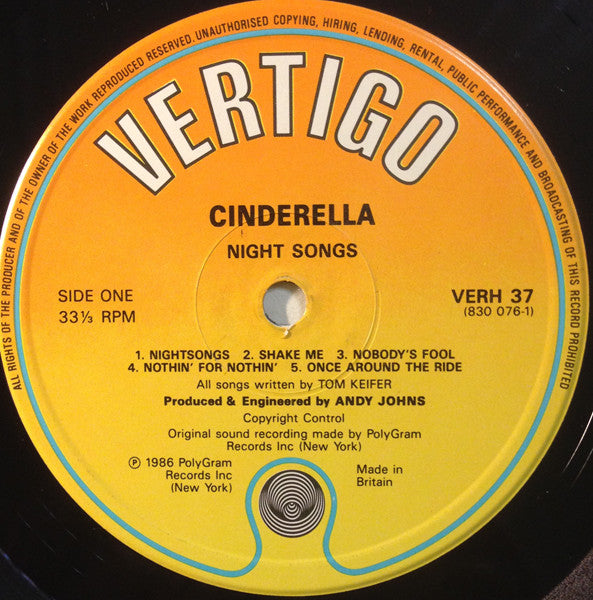 ALL RIGHTS OF THE PRODUCER AND OF THE OWNER OF THE WORK REPRODUCED RESERVED. UNAUTHORISED COPYING, HIRING, LENDING, RENTAL, PUBLIC PERFORMANCE AND BROADCASTING OF THIS RECORD PROHIBITED
VERTIGO
CINDERELLA
NIGHT SONGS
SIDE ONE
33⅓ RPM
VERH 37
(830 076-1)
1. NIGHTSONGS 2. SHAKE ME 3. NOBODY'S FOOL
4. NOTHIN' FOR NOTHIN' 5. ONCE AROUND THE RIDE
All songs written by TOM KEIFER
Produced & Engineered by ANDY JOHNS
Copyright Control
Original sound recording made by PolyGram
Records Inc (New York)
℗ 1986 PolyGram
Records Inc
(New York)
Made in
Britain